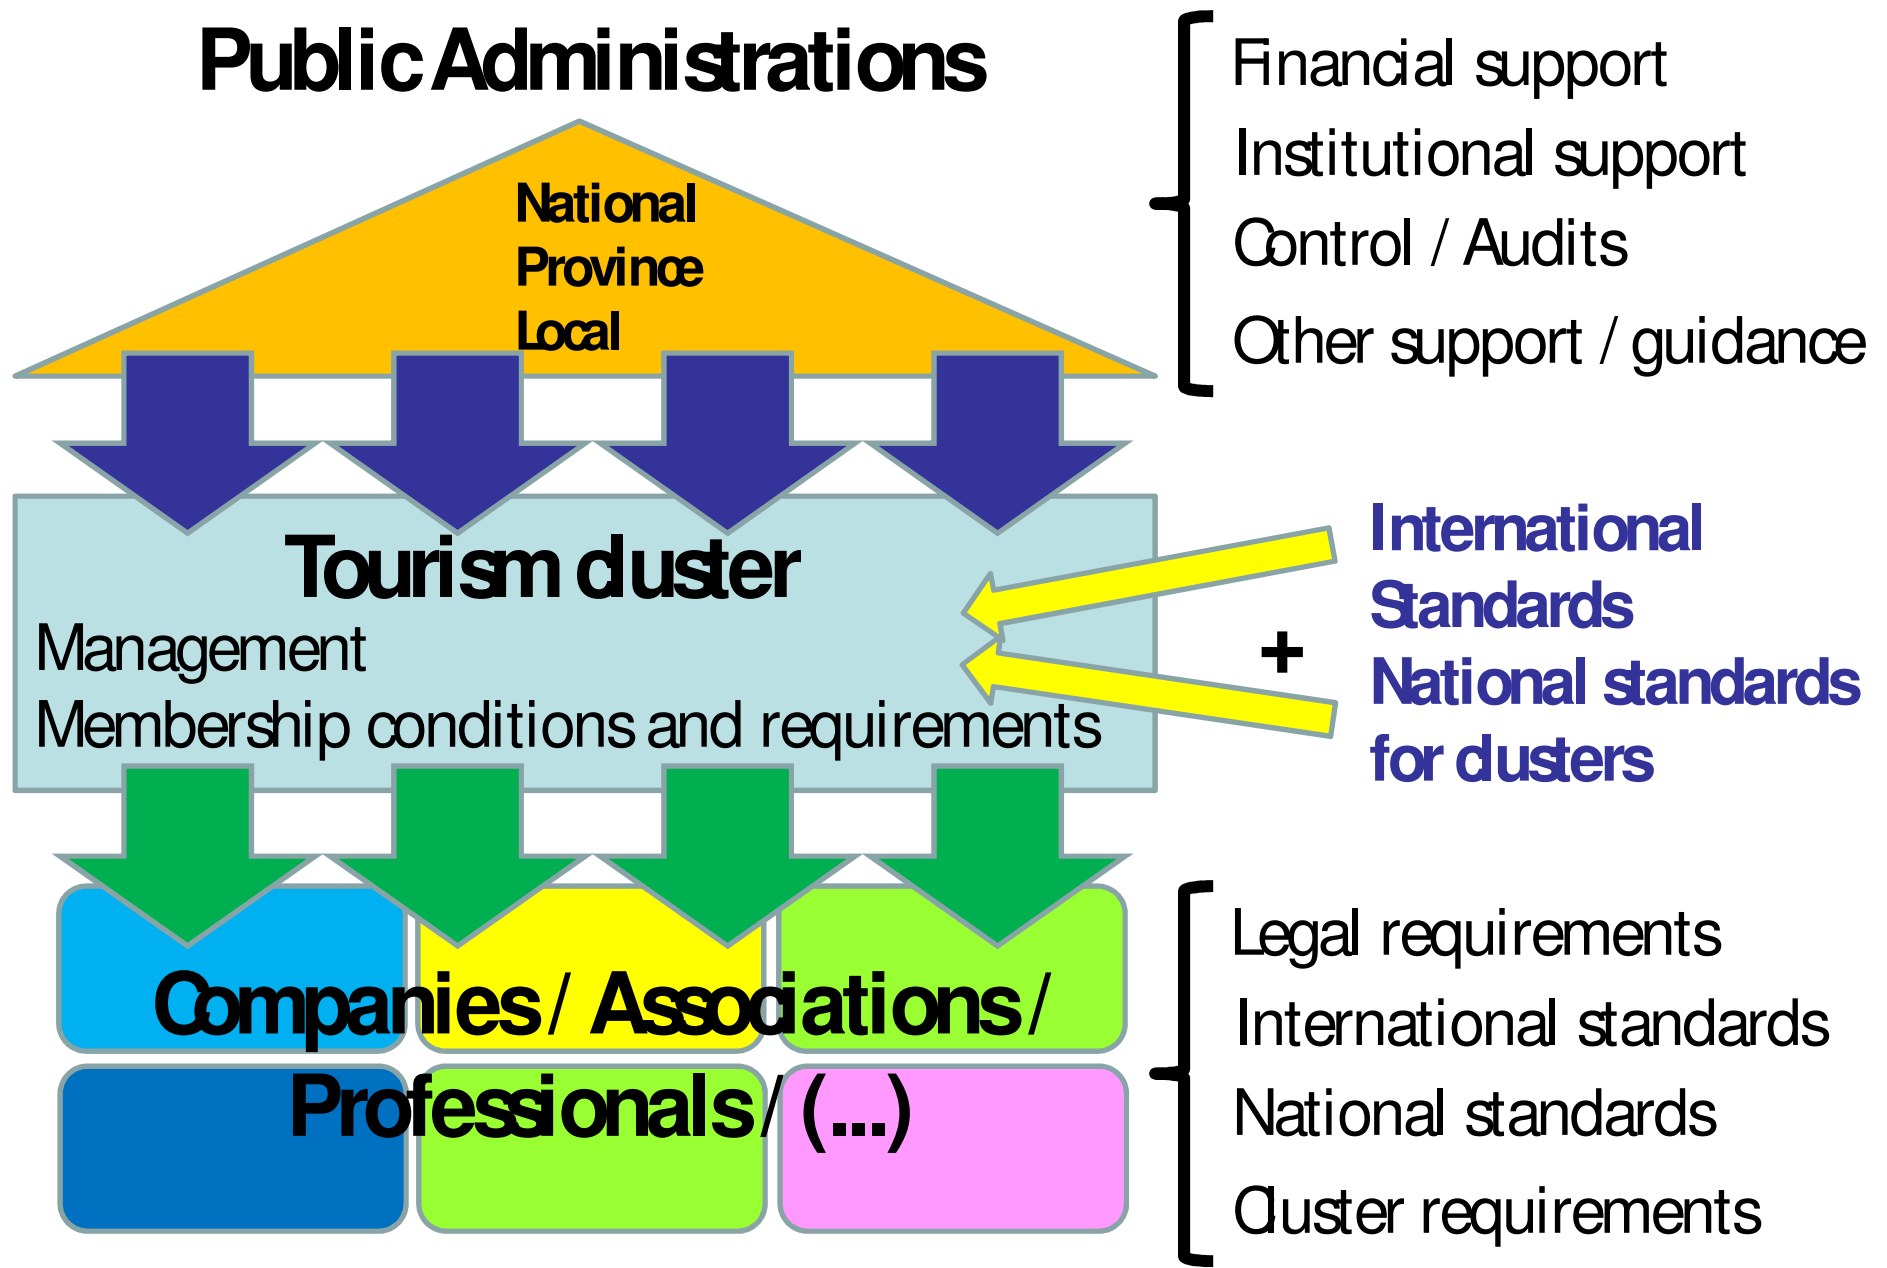 Public Administrations
Financial support
Institutional support
Control / Audits
Other support / guidance
National
Province
Local
Tourism cluster
Management
Membership conditions and requirements
International
Standards
+
National standards
for clusters
Companies / Associations /
Professionals / (...)
Legal requirements
International standards
National standards
Cluster requirements